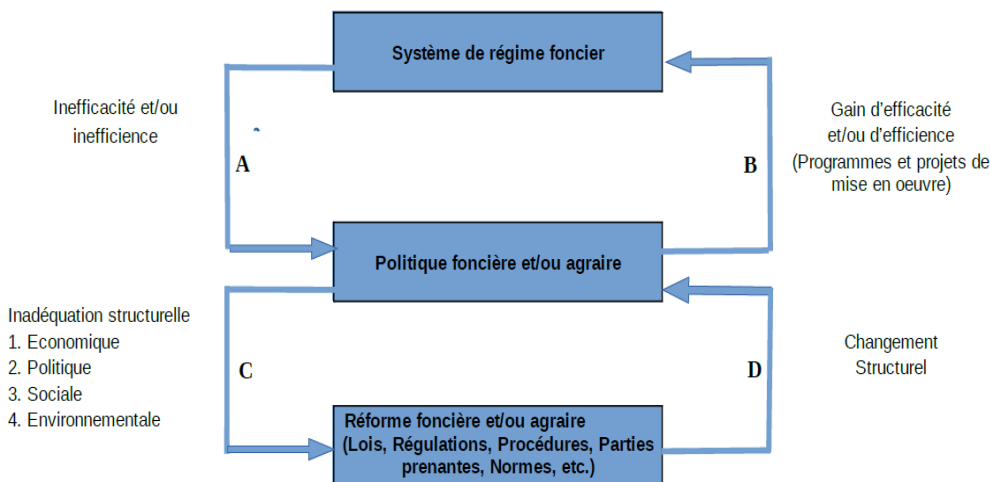 Système de régime foncier
Inefficacité et/ou
inefficience
A
B
Gain d'efficacité
et/ou d'efficience
(Programmes et projets de
mise en oeuvre)
Politique foncière et/ou agraire
Inadéquation structurelle
1. Economique
2. Politique
3. Sociale
4. Environnementale
C
D
Changement
Structurel
Réforme foncière et/ou agraire
(Lois, Régulations, Procédures, Parties
prenantes, Normes, etc.)